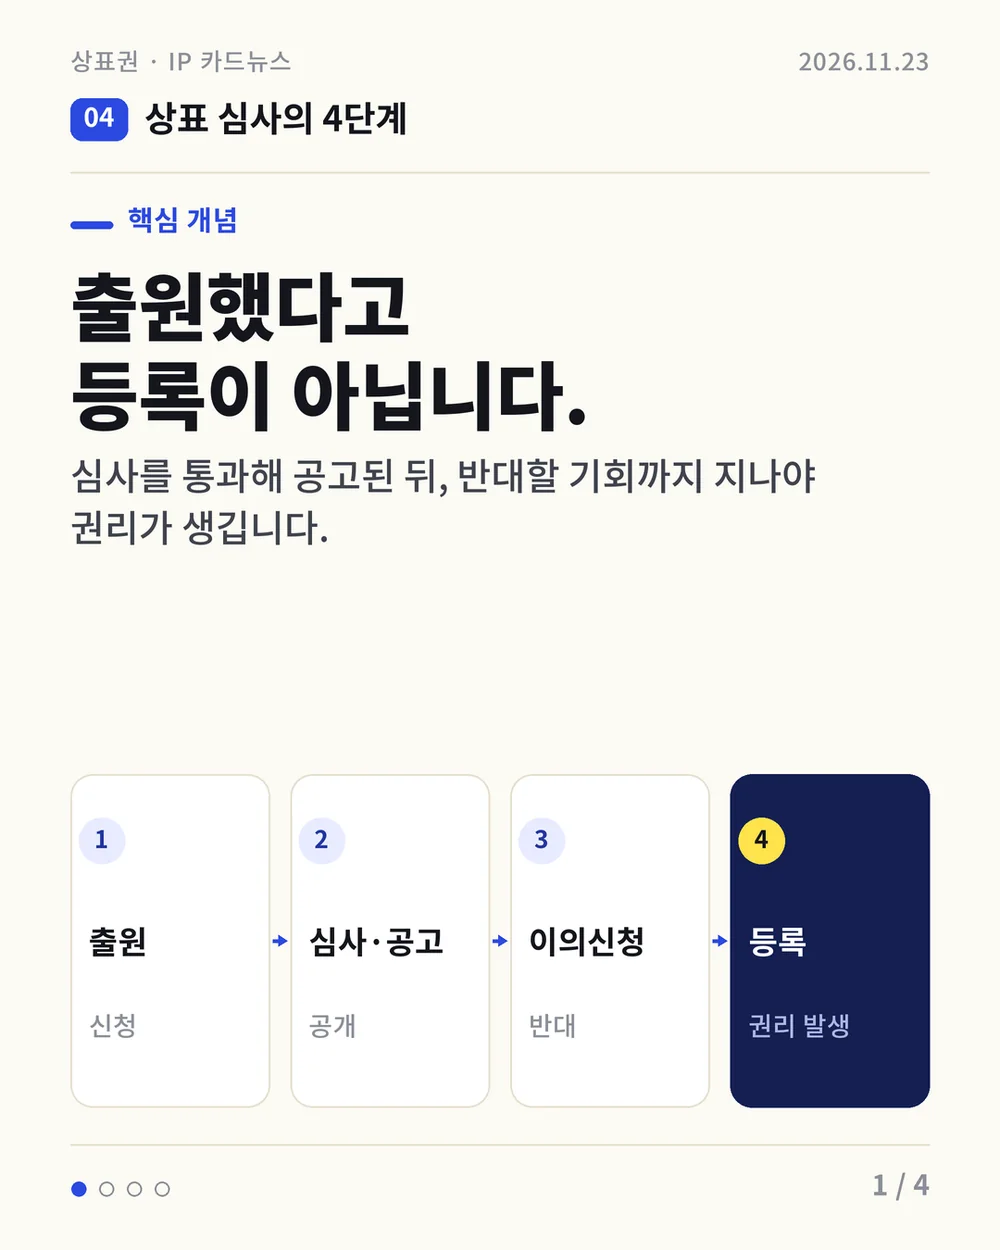 상표권 · IP 카드뉴스
2026.11.23
04 상표 심사의 4단계
핵심 개념
출원했다고
등록이 아닙니다.
심사를 통과해 공고된 뒤, 반대할 기회까지 지나야
권리가 생깁니다.
1
출원
신청
2
심사·공고
공개
3
이의신청
반대
4
등록
권리 발생
1 / 4